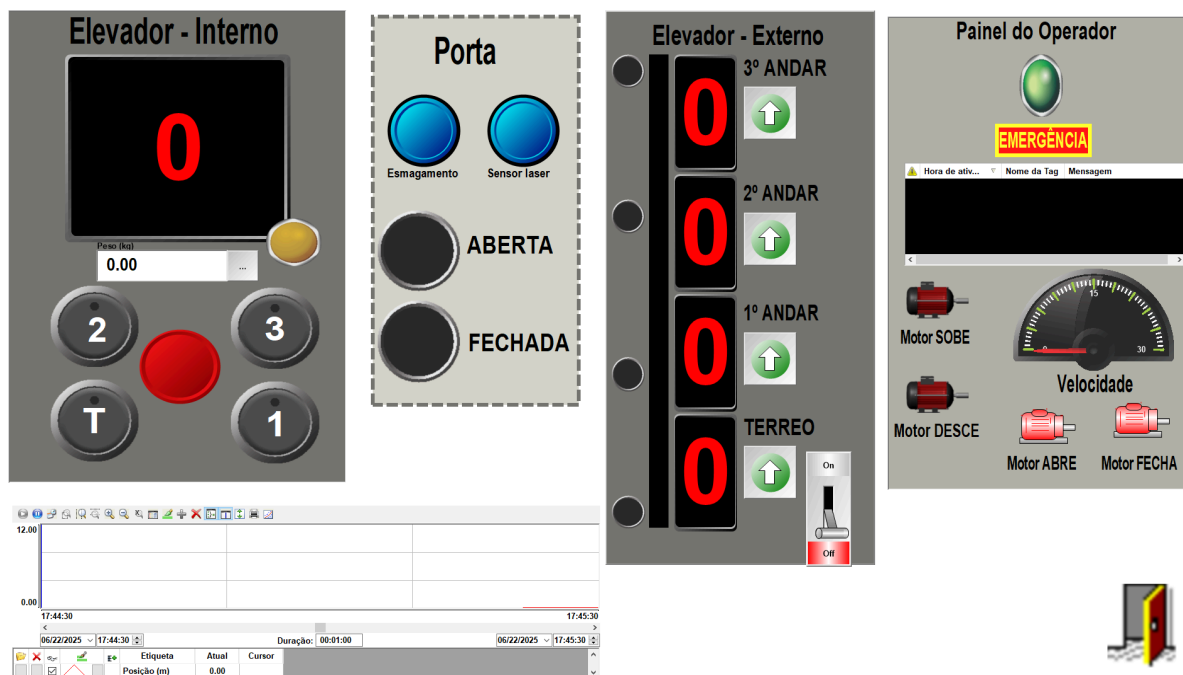 Elevador - Interno
0
Peso (kg)
0.00
...
2
3
T
1
Porta
Esmagamento
Sensor laser
ABERTA
FECHADA
Elevador - Externo
3º ANDAR
0
2º ANDAR
0
1º ANDAR
0
TERREO
0
On
Off
Painel do Operador
EMERGÊNCIA
Hora de ativ... Nome da Tag Mensagem
Motor SOBE
0 15 30
Velocidade
Motor DESCE
Motor ABRE
Motor FECHA
12.00
0.00
17:44:30 17:45:30
06/22/2025 17:44:30 Duração: 00:01:00 06/22/2025 17:45:30
Etiqueta Atual Cursor
Posição (m) 0.00